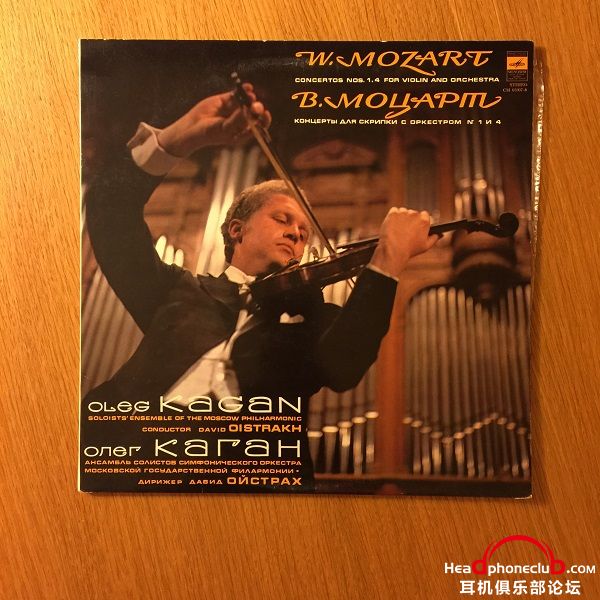 W. MOZART
CONCERTOS NOS. 1. 4 FOR VIOLIN AND ORCHESTRA
В. МОЦАРТ
КОНЦЕРТЫ ДЛЯ СКРИПКИ С ОРКЕСТРОМ № 1 И 4
STEREO
OLEG KAGAN
SOLOISTS' ENSEMBLE OF THE MOSCOW PHILHARMONIC
CONDUCTOR DAVID OISTRAKH
ОЛЕГ КАГАН
АНСАМБЛЬ СОЛИСТОВ СИМФОНИЧЕСКОГО ОРКЕСТРА
МОСКОВСКОЙ ГОСУДАРСТВЕННОЙ ФИЛАРМОНИИ •
ДИРИЖЕР ДАВИД ОЙСТРАХ
Headphoneclub.com
耳机俱乐部论坛